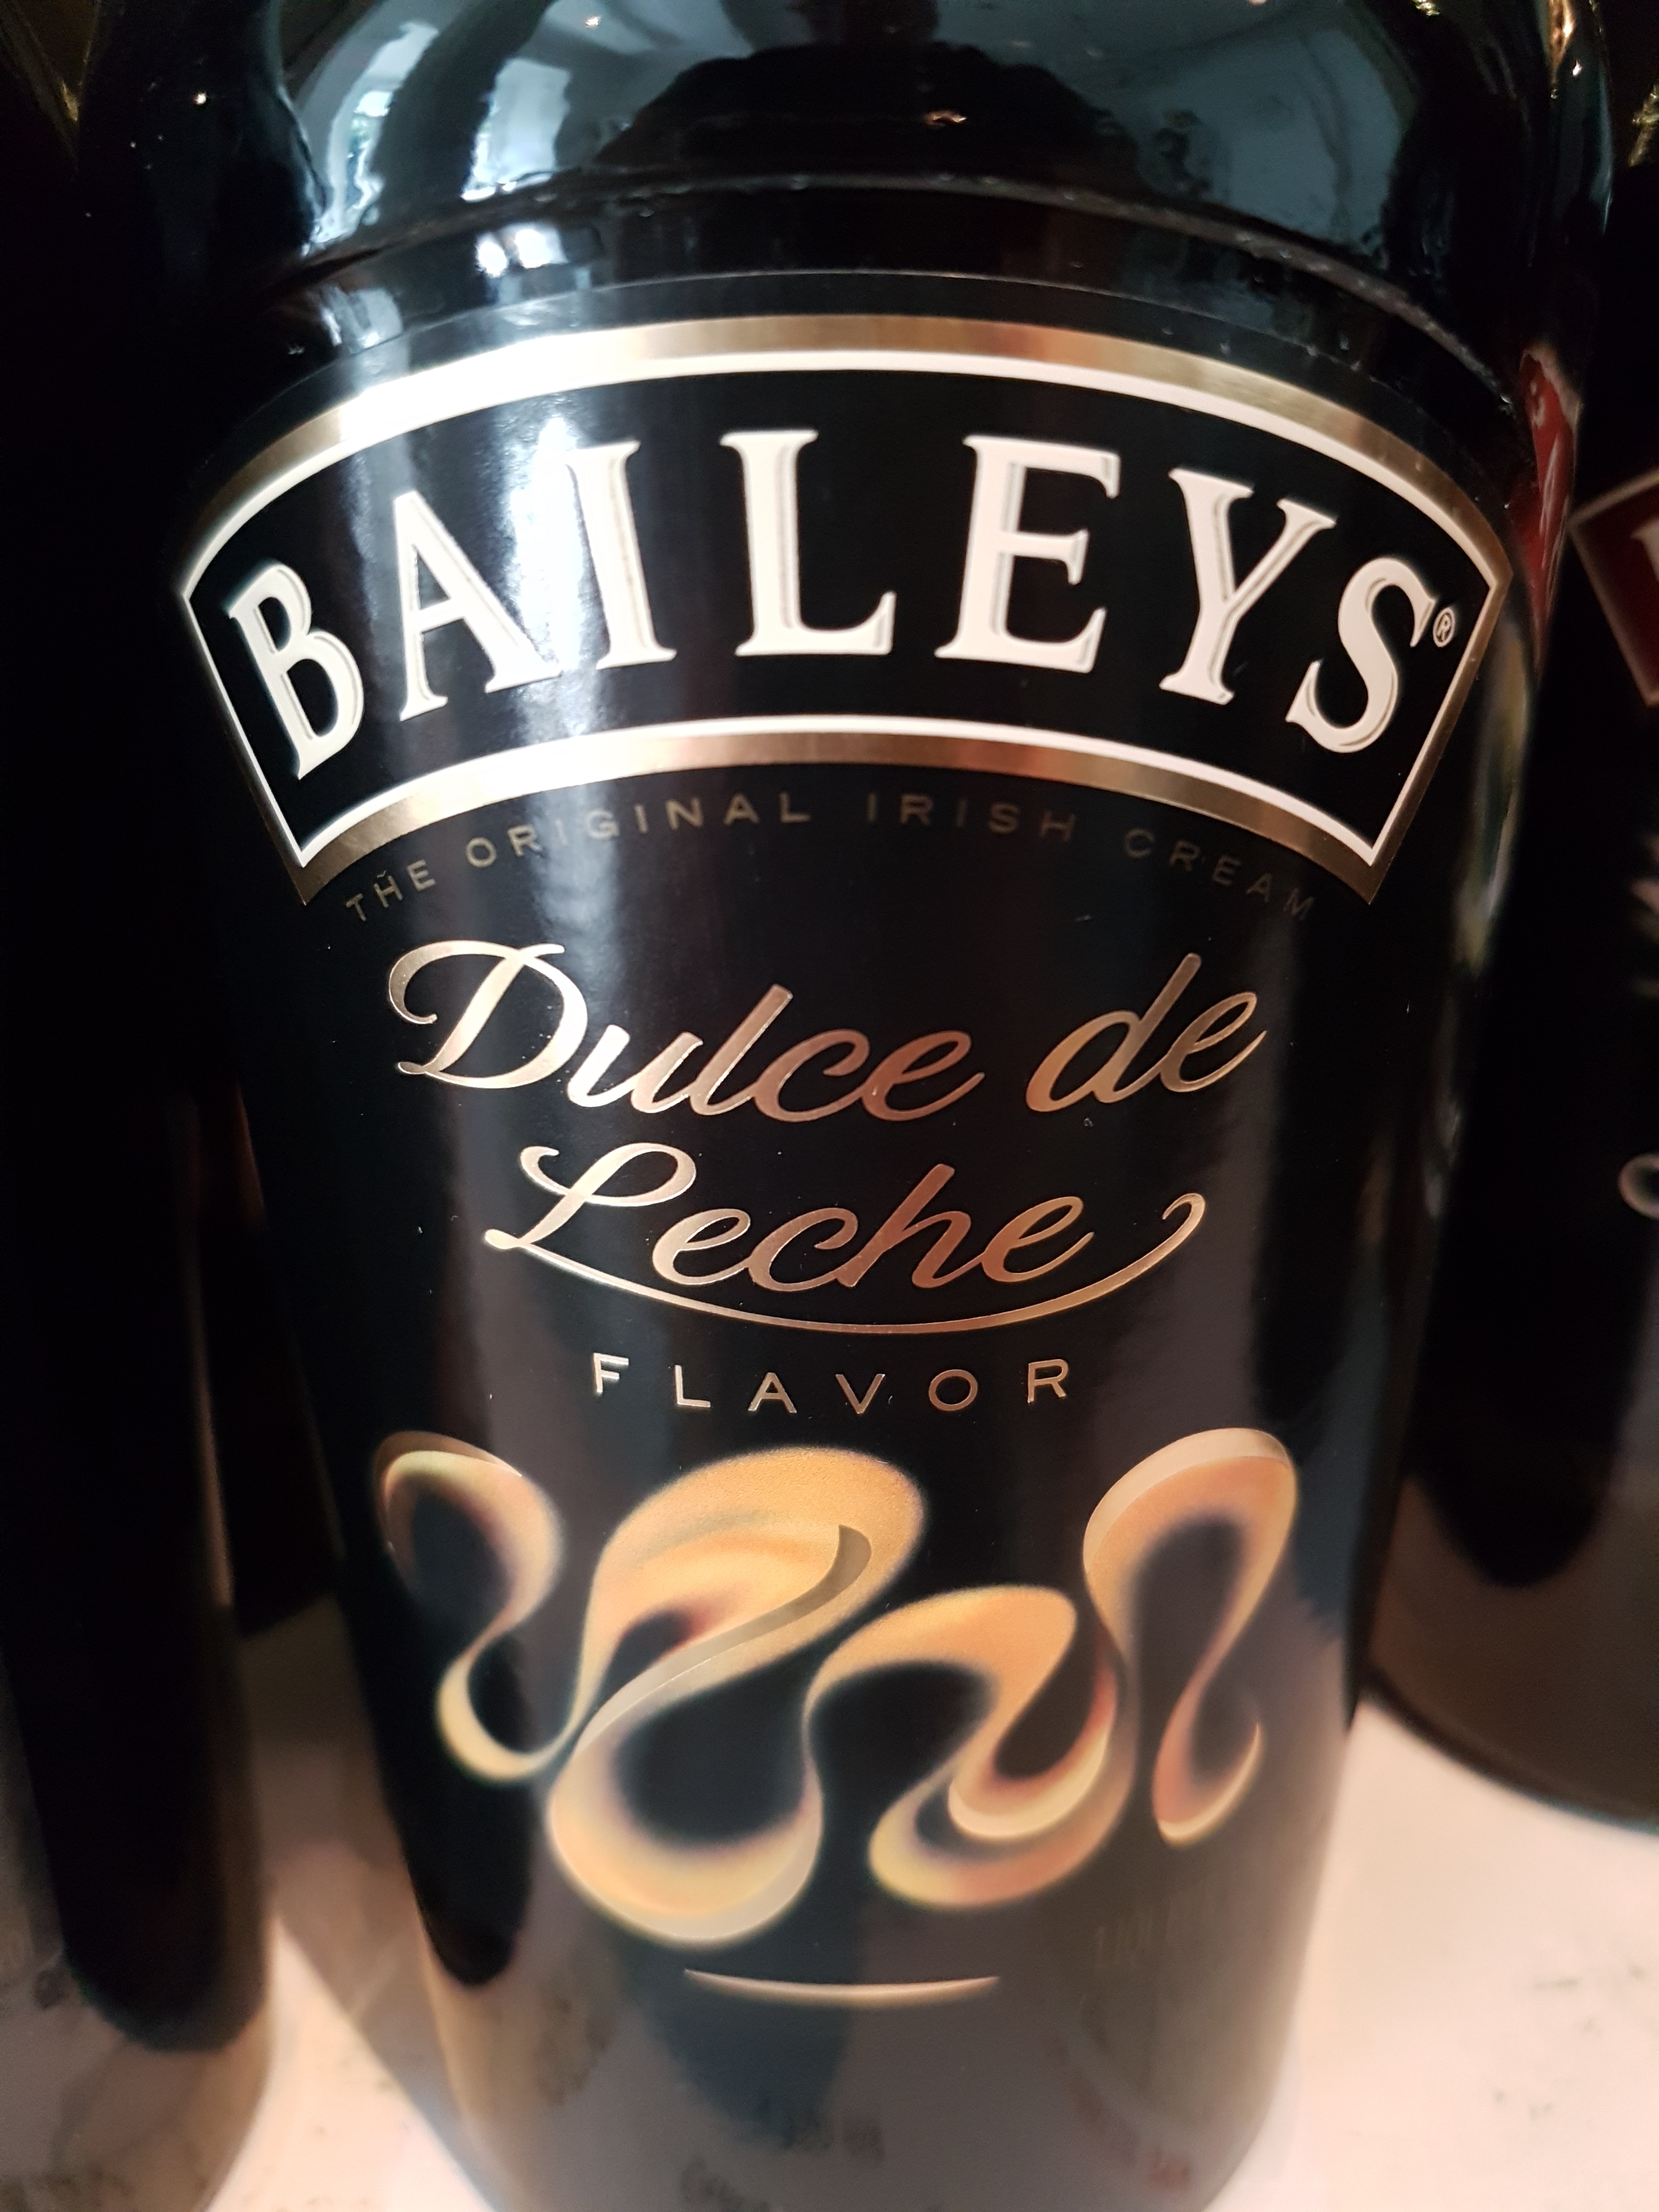 BAILEYS®
THE ORIGINAL IRISH CREAM
Dulce de
Leche
FLAVOR